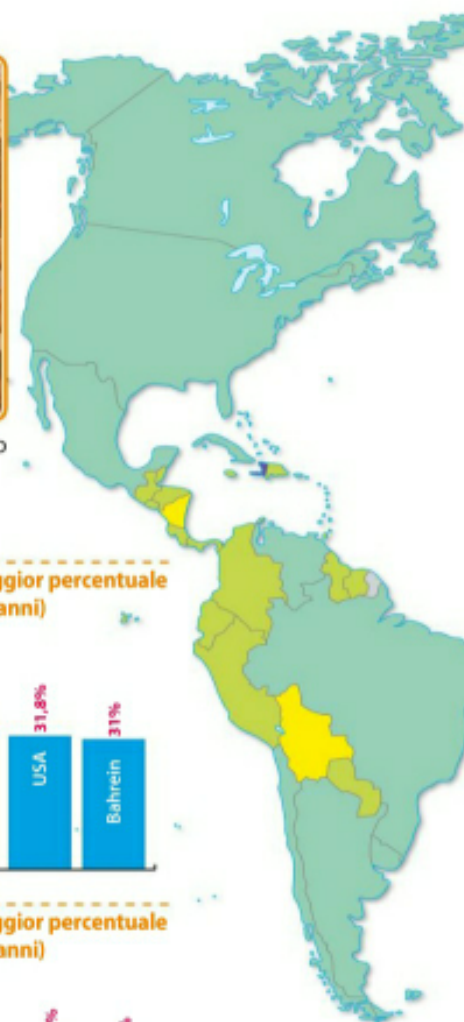 ggior percentuale
anni)
31,8%
31%
USA
Bahrein
ggior percentuale
anni)
%